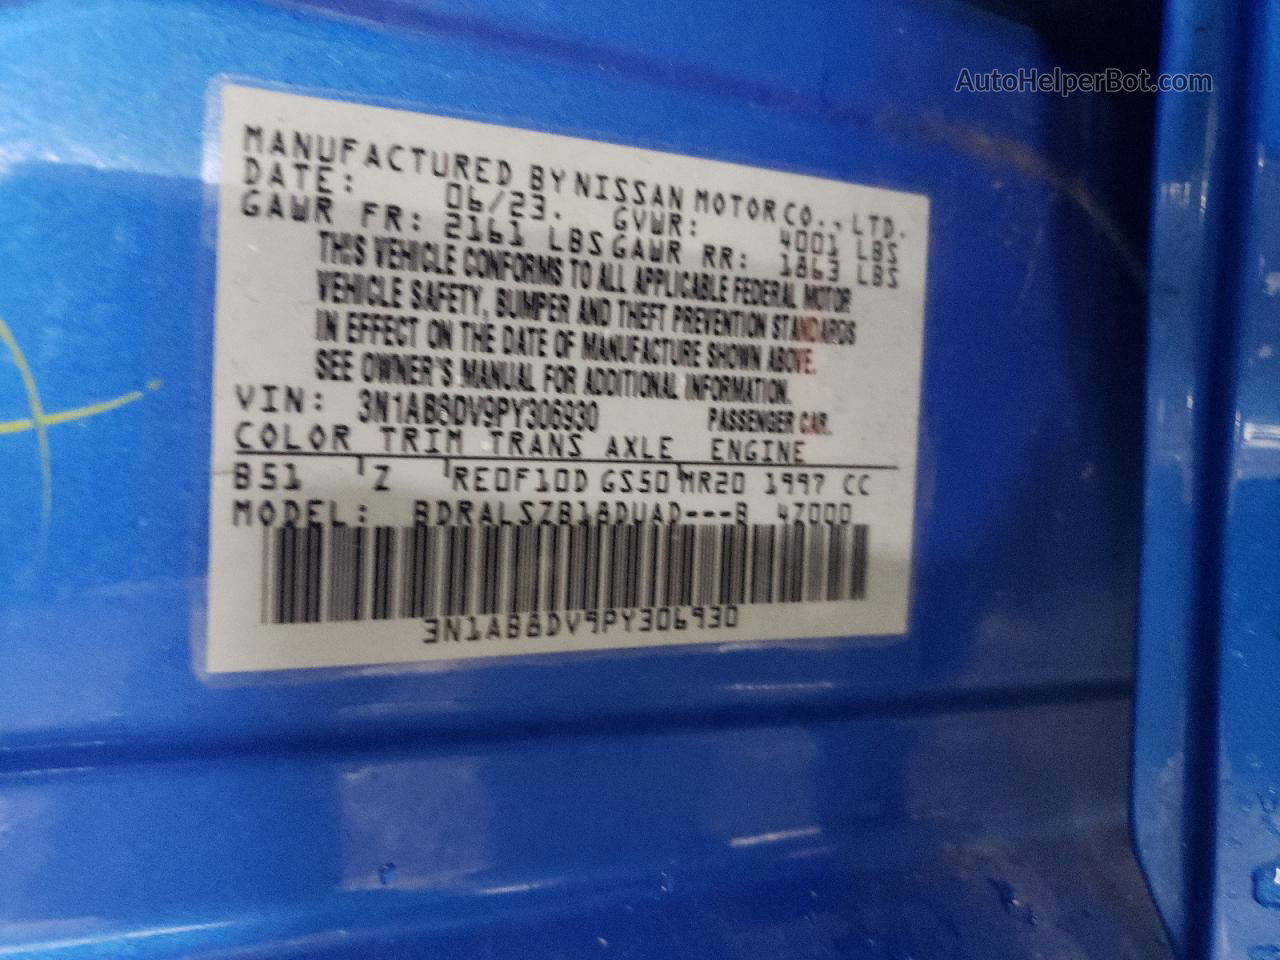 AutoHelperBot.com
MANUFACTURED BY NISSAN MOTOR CO., LTD.
DATE: 06/23. GVWR: 4001 LBS
GAWR FR: 2161 LBS GAWR RR: 1863 LBS
THIS VEHICLE CONFORMS TO ALL APPLICABLE FEDERAL MOTOR
VEHICLE SAFETY, BUMPER AND THEFT PREVENTION STANDARDS
IN EFFECT ON THE DATE OF MANUFACTURE SHOWN ABOVE.
SEE OWNER'S MANUAL FOR ADDITIONAL INFORMATION.
VIN: 3N1AB8DV9PY306930 PASSENGER CAR.
COLOR TRIM TRANS AXLE ENGINE
B51 Z RE0F10D GS50 MR20 1997 CC
MODEL: BDRALSZB18DUAD---B 4Z000
3N1AB8DV9PY306930